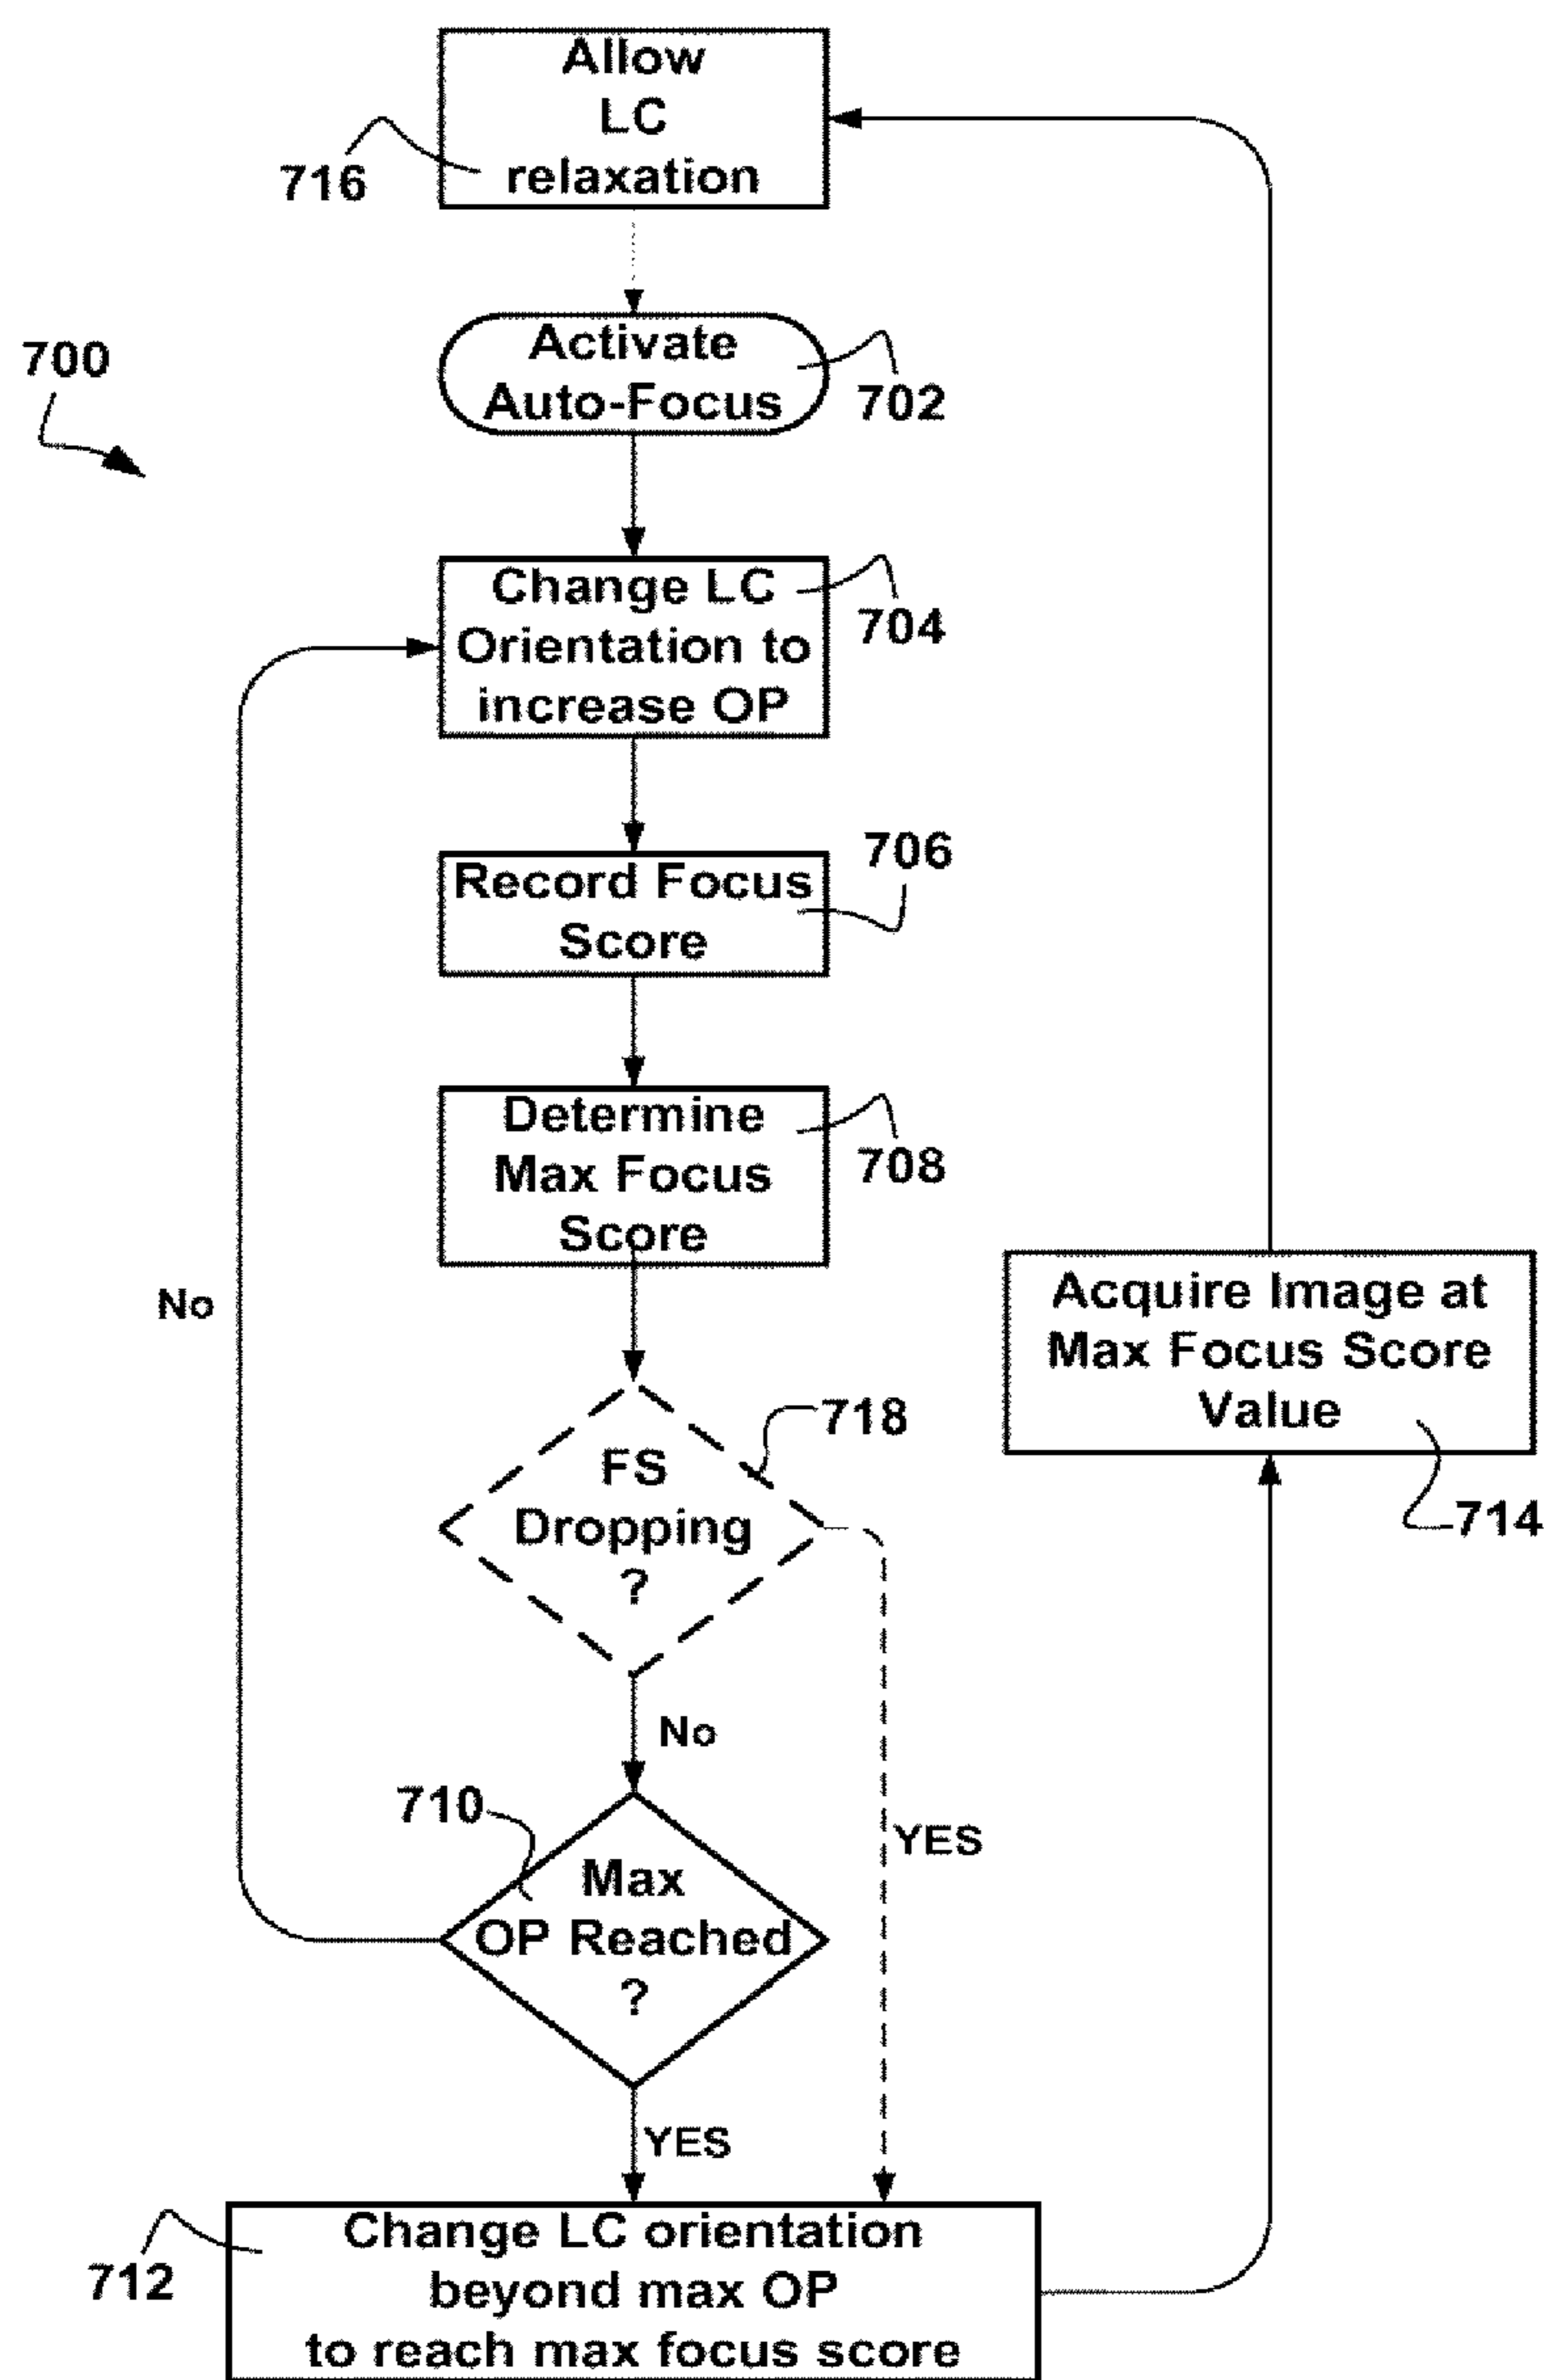 Allow
LC
relaxation
716
Activate
Auto-Focus
702
700
Change LC
Orientation to
increase OP
704
Record Focus
Score
706
Determine
Max Focus
Score
708
No
Acquire Image at
Max Focus Score
Value
714
FS
Dropping
?
718
No
YES
710
Max
OP Reached
?
YES
Change LC orientation
beyond max OP
to reach max focus score
712